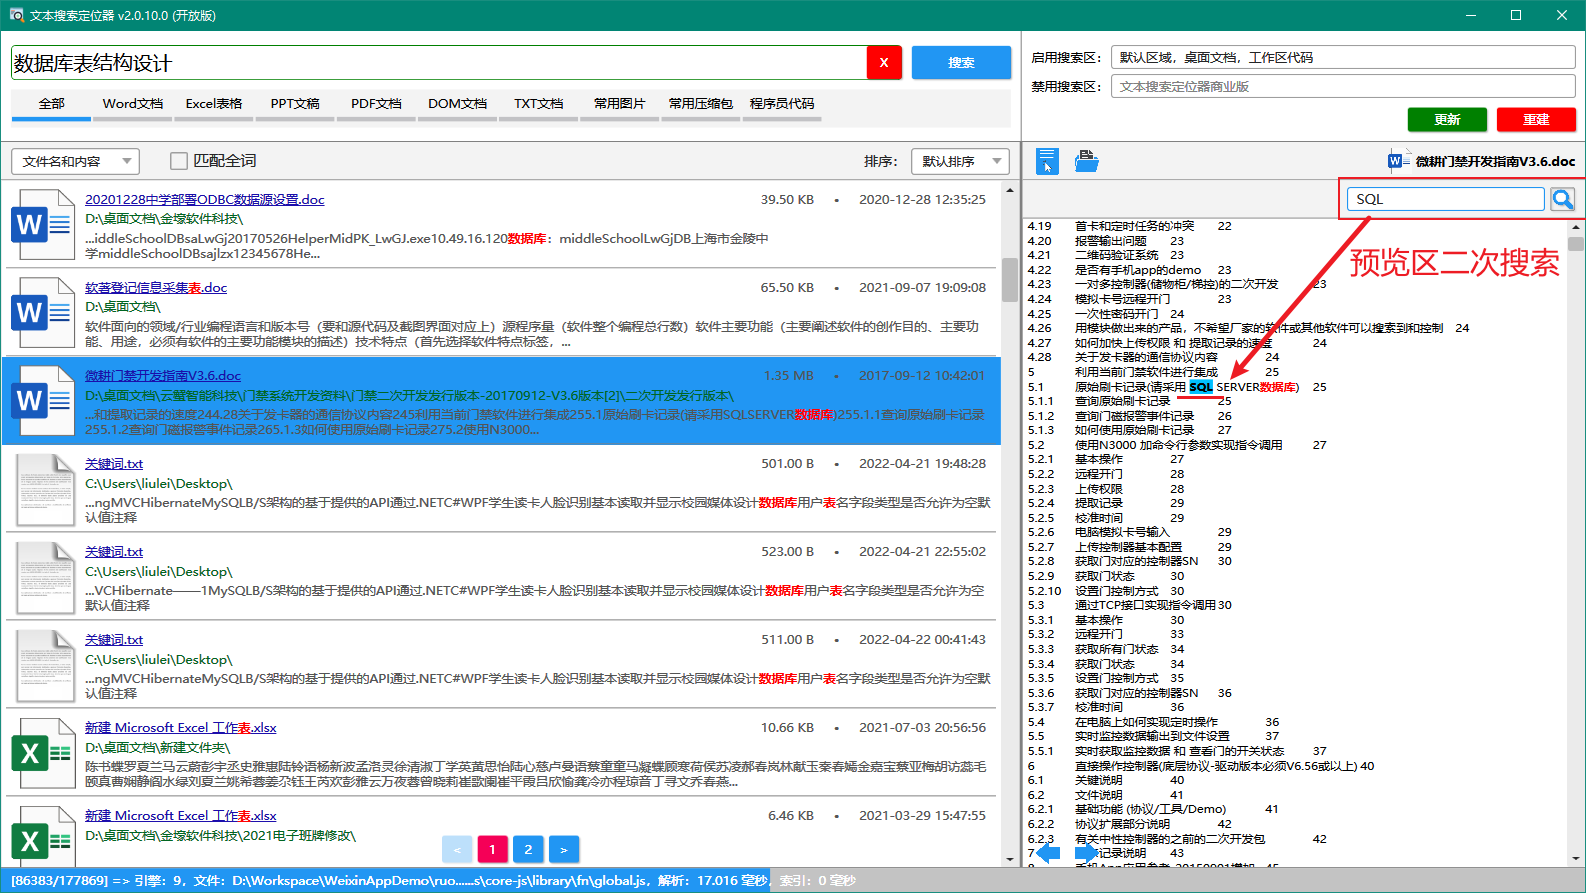 文本搜索定位器 v2.0.10.0 (开放版)
数据库表结构设计
X
搜索
全部 Word文档 Excel表格 PPT文稿 PDF文档 DOM文档 TXT文档 常用图片 常用压缩包 程序员代码
启用搜索区： 默认区域，桌面文档，工作区代码
禁用搜索区： 文本搜索定位器商业版
更新 重建
文件名和内容 匹配全词 排序： 默认排序
微耕门禁开发指南V3.6.doc
SQL
预览区二次搜索
20201228中学部署ODBC数据源设置.doc 39.50 KB • 2020-12-28 12:35:25
D:\桌面文档\金壕软件科技\
...iddleSchoolDBsaLwGj20170526HelperMidPK_LwGJ.exe10.49.16.120数据库：middleSchoolLwGjDB上海市金陵中
学middleSchoolDBsajlzx12345678He...
软著登记信息采集表.doc 65.50 KB • 2021-09-07 19:09:08
D:\桌面文档\
软件面向的领域/行业编程语言和版本号（要和源代码及截图界面对应上）源程序量（软件整个编程总行数）软件主要功能（主要阐述软件的创作目的、主要功
能、用途，必须有软件的主要功能模块的描述）技术特点（首先选择软件特点标签，...
微耕门禁开发指南V3.6.doc 1.35 MB • 2017-09-12 10:42:01
D:\桌面文档\云璽智能科技\门禁系统开发资料\门禁二次开发发行版本-20170912-V3.6版本[2]\二次开发发行版本\
...和提取记录的速度244.28关于发卡器的通信协议内容245利用当前门禁软件进行集成255.1原始刷卡记录(请采用SQLSERVER数据库)255.1.1查询原始刷卡记录
255.1.2查询门磁报警事件记录265.1.3如何使用原始刷卡记录275.2使用N3000...
关键词.txt 501.00 B • 2022-04-21 19:48:28
C:\Users\liulei\Desktop\
...ngMVCHibernateMySQLB/S架构的基于提供的API通过.NETC#WPF学生读卡人脸识别基本读取并显示校园媒体设计数据库用户表名字段类型是否允许为空默
认值注释
关键词.txt 523.00 B • 2022-04-21 22:55:02
C:\Users\liulei\Desktop\
...VCHibernate——1MySQLB/S架构的基于提供的API通过.NETC#WPF学生读卡人脸识别基本读取并显示校园媒体设计数据库用户表名字段类型是否允许为空
默认值注释
关键词.txt 511.00 B • 2022-04-22 00:41:43
C:\Users\liulei\Desktop\
...ngMVCHibernateMySQLB/S架构的基于提供的API通过.NETC#WPF学生读卡人脸识别基本读取并显示校园媒体设计数据库用户表名字段类型是否允许为空默
认值注释
新建 Microsoft Excel 工作表.xlsx 10.66 KB • 2021-07-03 20:56:56
D:\桌面文档\新建文件夹\
陈书蝶罗夏兰马云蔚彭宇丞史雅惠陆铃语杨新波孟洛灵徐清淑丁学英黄思怡陆心慈卢曼语蔡童童马凝蝶顾寒荷侯苏凌郝春岚林献玉秦春嫣金嘉宝蔡亚梅胡访蕊毛
颐真曹娴静阎水绿刘夏兰姚希蓉姜尕钰王芮欢彭雅云万夜蓉曾晓莉崔歌阑崔平霞吕欣愉龚冷亦程琼音丁寻文乔春燕...
新建 Microsoft Excel 工作表.xlsx 6.46 KB • 2021-03-29 15:47:55
D:\桌面文档\金壕软件科技\2021电子班牌修改\
< 1 2 >
4.19 首卡和定时任务的冲突 22
4.20 报警输出问题 23
4.21 二维码验证系统 23
4.22 是否有手机app的demo 23
4.23 一对多控制器(储物柜/梯控)的二次开发 23
4.24 模拟卡号远程开门 23
4.25 一次性密码开门 24
4.26 用模块做出来的产品，不希望厂家的软件或其他软件可以搜索到和控制 24
4.27 如何加快上传权限 和 提取记录的速度 24
4.28 关于发卡器的通信协议内容 24
5 利用当前门禁软件进行集成 25
5.1 原始刷卡记录(请采用 SQL SERVER数据库) 25
5.1.1 查询原始刷卡记录 25
5.1.2 查询门磁报警事件记录 26
5.1.3 如何使用原始刷卡记录 27
5.2 使用N3000 加命令行参数实现指令调用 27
5.2.1 基本操作 27
5.2.2 远程开门 28
5.2.3 上传权限 28
5.2.4 提取记录 29
5.2.5 校准时间 29
5.2.6 电脑模拟卡号输入 29
5.2.7 上传控制器基本配置 29
5.2.8 获取门对应的控制器SN 30
5.2.9 获取门状态 30
5.2.10 设置门控制方式 30
5.3 通过TCP接口实现指令调用 30
5.3.1 基本操作 30
5.3.2 远程开门 33
5.3.3 获取所有门状态 34
5.3.4 获取门状态 34
5.3.5 设置门控制方式 35
5.3.6 获取门对应的控制器SN 36
5.3.7 校准时间 36
5.4 在电脑上如何实现定时操作 36
5.5 实时监控数据输出到文件设置 37
5.5.1 实时获取监控数据 和 查看门的开关状态 37
6 直接操作控制器(底层协议-驱动版本必须V6.56或以上) 40
6.1 关键说明 40
6.2 文件说明 41
6.2.1 基础功能 (协议/工具/Demo) 41
6.2.2 协议扩展部分说明 42
6.2.3 有关中性控制器的之前的二次开发包 42
7 记录说明 43
[86383/177869] => 引擎：9，文件：D:\Workspace\WeixinAppDemo\ruo......s\core-js\library\fn\global.js，解析：17.016 毫秒，索引：0 毫秒